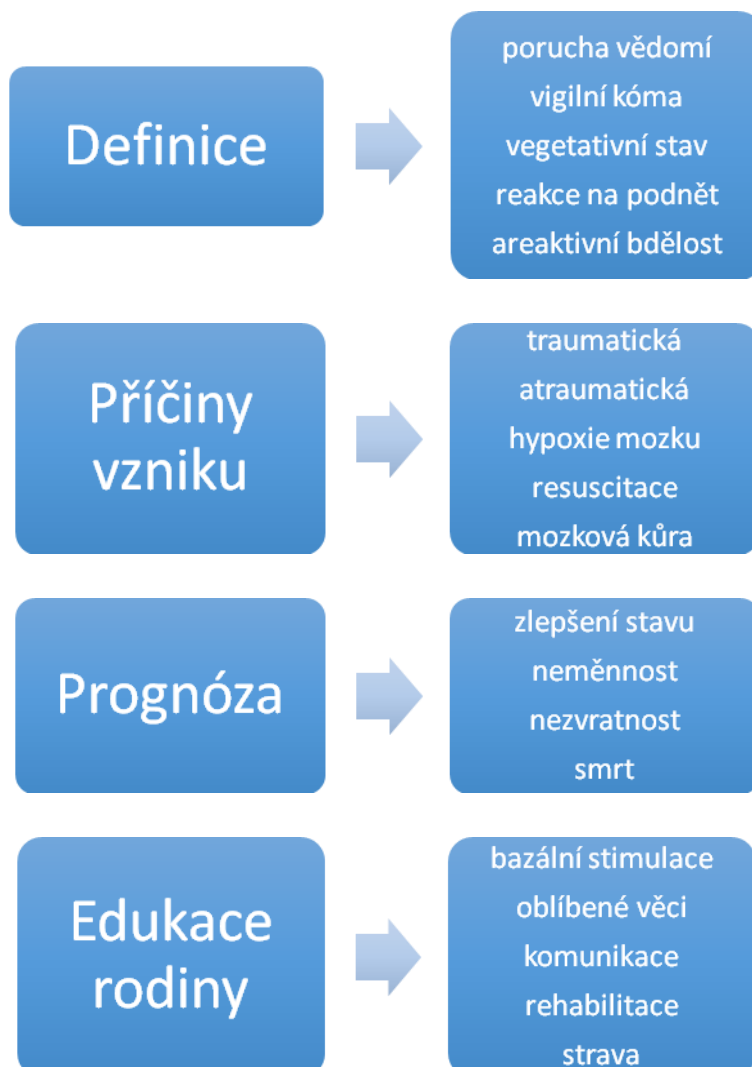 Definice
porucha vědomí
vigilní kóma
vegetativní stav
reakce na podnět
areaktivní bdělost
Příčiny
vzniku
traumatická
atraumatická
hypoxie mozku
resuscitace
mozková kůra
Prognóza
zlepšení stavu
neměnnost
nezvratnost
smrt
Edukace
rodiny
bazální stimulace
oblíbené věci
komunikace
rehabilitace
strava